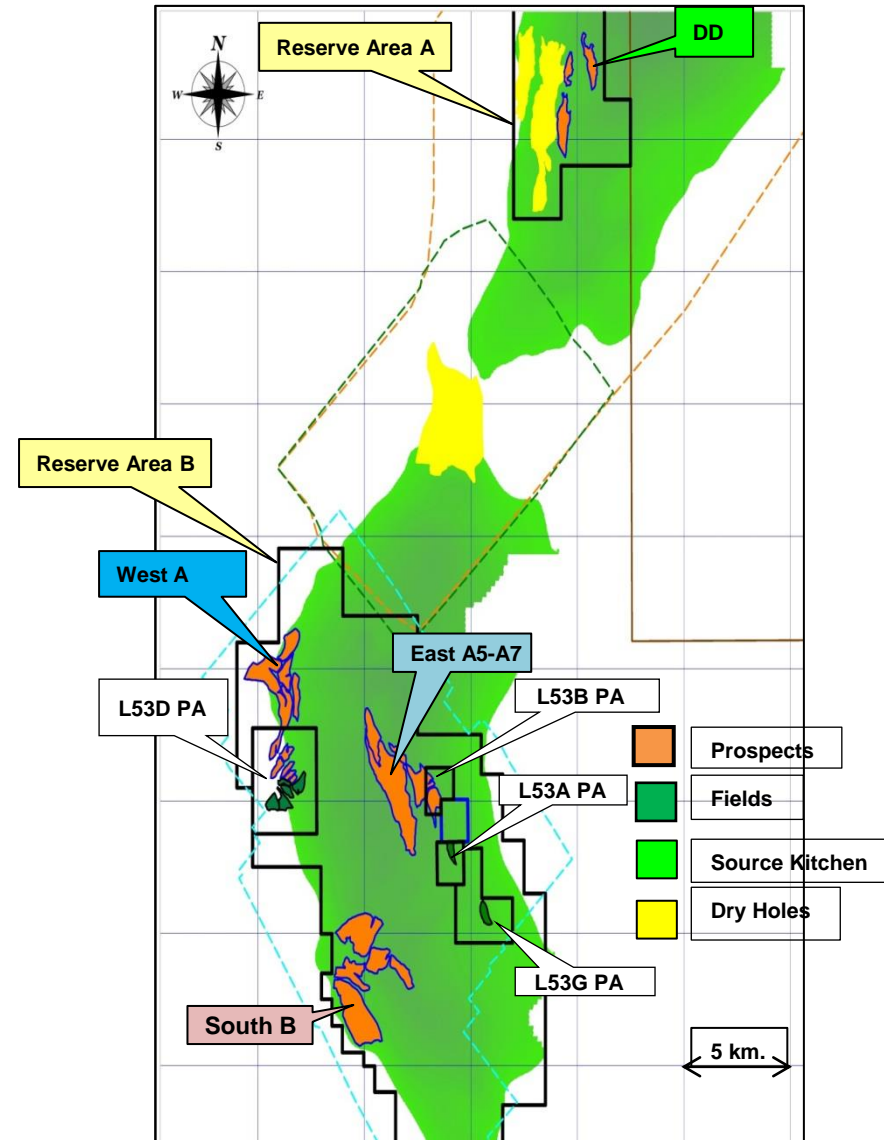 Reserve Area A
DD
N
W
E
S
Reserve Area B
West A
East A5-A7
L53B PA
L53D PA
L53A PA
Prospects
Fields
Source Kitchen
Dry Holes
L53G PA
South B
5 km.